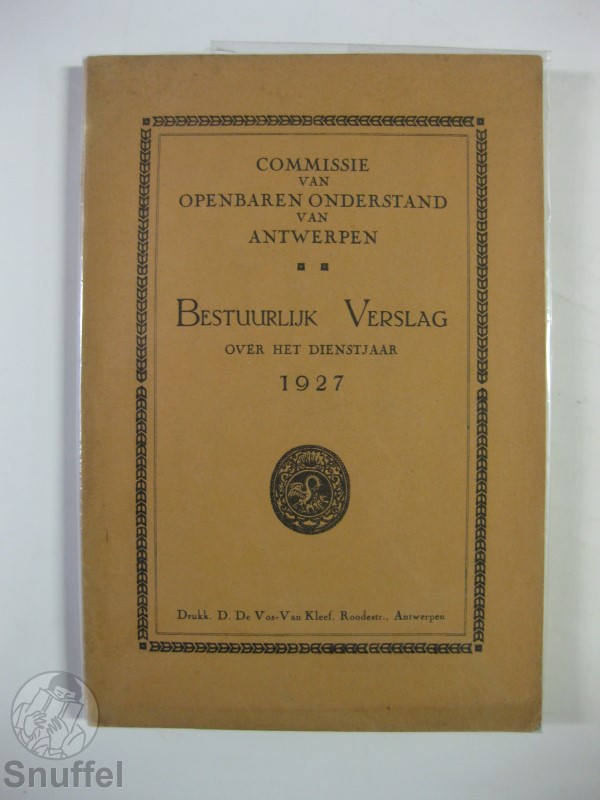 COMMISSIE
VAN
OPENBAREN ONDERSTAND
VAN
ANTWERPEN
BESTUURLIJK VERSLAG
OVER HET DIENSTJAAR
1927
Drukk. D. De Vos-Van Kleef. Roodestr., Antwerpen
Snuffel